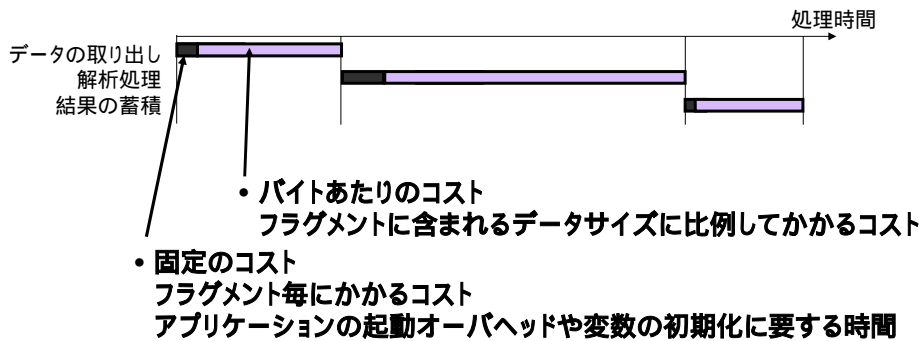 処理時間
データの取り出し
解析処理
結果の蓄積
• バイトあたりのコスト
フラグメントに含まれるデータサイズに比例してかかるコスト
• 固定のコスト
フラグメント毎にかかるコスト
アプリケーションの起動オーバヘッドや変数の初期化に要する時間